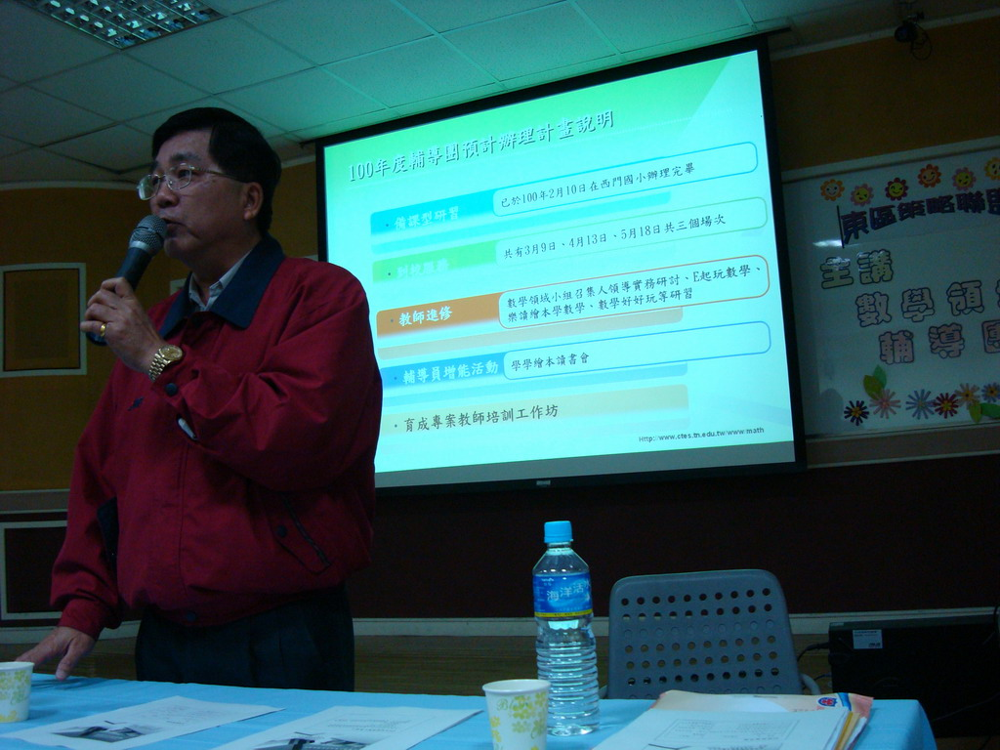 100年度輔導團預計辦理計畫說明
· 備課型研習
已於100年2月10日在西門國小辦理完畢
· 到校服務
共有3月9日、4月13日、5月18日共三個場次
· 教師進修
數學領域小組召集人領導實務研討、E起玩數學、
樂讀繪本學數學、數學好好玩等研習
· 輔導員增能活動
學學繪本讀書會
· 育成專案教師培訓工作坊
Http://www.ctes.tn.edu.tw/www/math
東區策略聯盟
主講
數學領
輔導團
海洋活